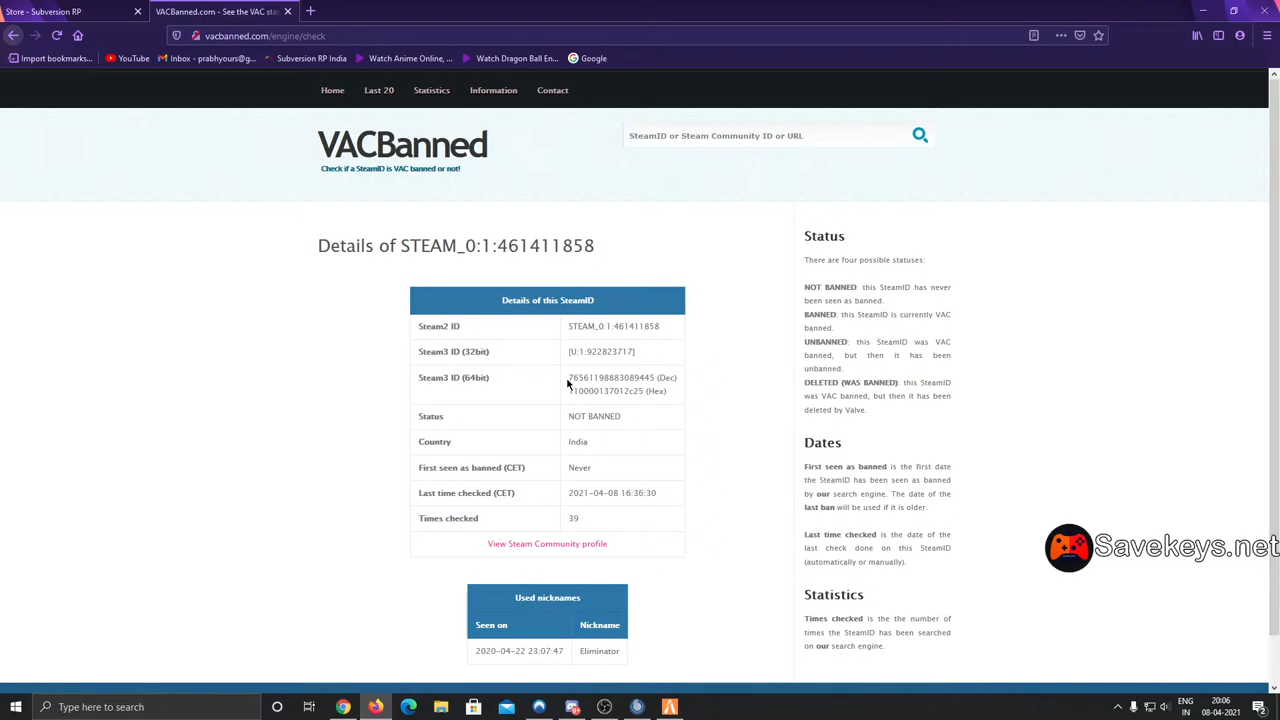 Store - Subversion RP
VACBanned.com - See the VAC sta
vacbanned.com/engine/check
Import bookmarks...
YouTube
Inbox - prabhyours@g...
Subversion RP India
Watch Anime Online, ...
Watch Dragon Ball En...
Google
Home
Last 20
Statistics
Information
Contact
VACBanned
Check if a SteamID is VAC banned or not!
SteamID or Steam Community ID or URL
Details of STEAM_0:1:461411858
Details of this SteamID
Steam2 ID STEAM_0:1:461411858
Steam3 ID (32bit) [U:1:922823717]
Steam3 ID (64bit) 76561198883089445 (Dec)
110000137012c25 (Hex)
Status NOT BANNED
Country India
First seen as banned (CET) Never
Last time checked (CET) 2021-04-08 16:36:30
Times checked 39
View Steam Community profile
Used nicknames
Seen on Nickname
2020-04-22 23:07:47 Eliminator
Status
There are four possible statuses:
NOT BANNED: this SteamID has never
been seen as banned.
BANNED: this SteamID is currently VAC
banned.
UNBANNED: this SteamID was VAC
banned, but then it has been
unbanned.
DELETED (WAS BANNED): this SteamID
was VAC banned, but then it has been
deleted by Valve.
Dates
First seen as banned is the first date
the SteamID has been seen as banned
by our search engine. The date of the
last ban will be used if it is older.
Last time checked is the date of the
last check done on this SteamID
(automatically or manually).
Statistics
Times checked is the the number of
times the SteamID has been searched
on our search engine.
Savekeys.net
Type here to search
ENG
IN
20:06
08-04-2021